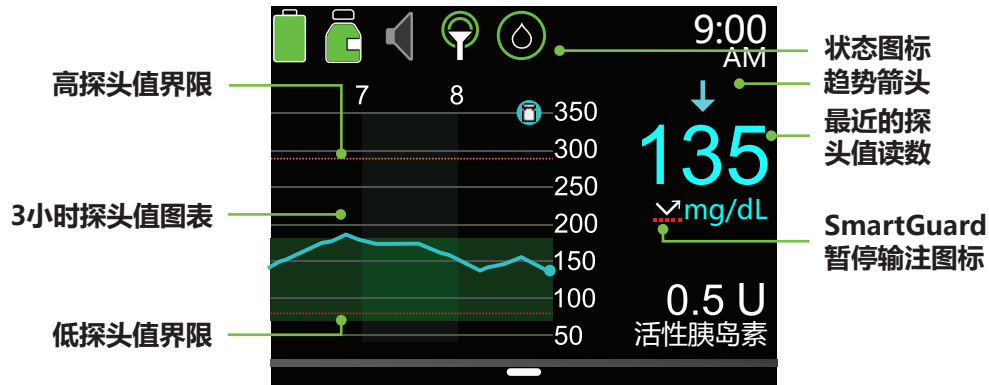 高探头值界限
3小时探头值图表
低探头值界限
7 8
350
300
250
200
150
100
50
9:00
AM
135
mg/dL
0.5 U
活性胰岛素
状态图标
趋势箭头
最近的探
头值读数
SmartGuard
暂停输注图标